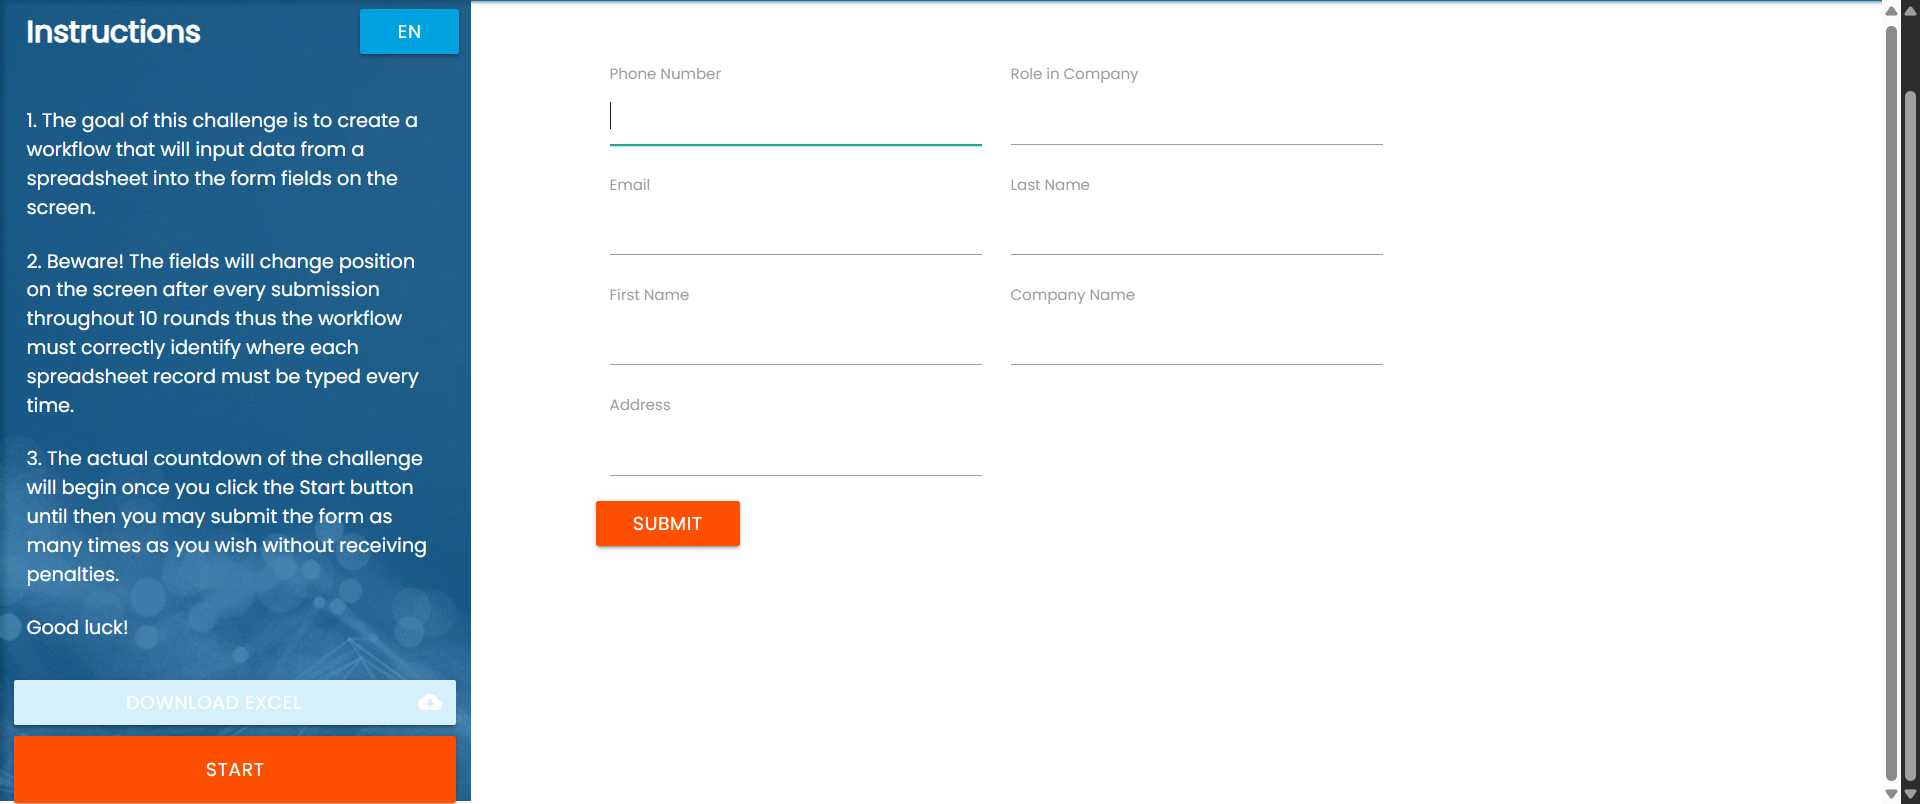 Instructions
EN
1. The goal of this challenge is to create a
workflow that will input data from a
spreadsheet into the form fields on the
screen.
2. Beware! The fields will change position
on the screen after every submission
throughout 10 rounds thus the workflow
must correctly identify where each
spreadsheet record must be typed every
time.
3. The actual countdown of the challenge
will begin once you click the Start button
until then you may submit the form as
many times as you wish without receiving
penalties.
Good luck!
DOWNLOAD EXCEL
START
Phone Number
Role in Company
Email
Last Name
First Name
Company Name
Address
SUBMIT